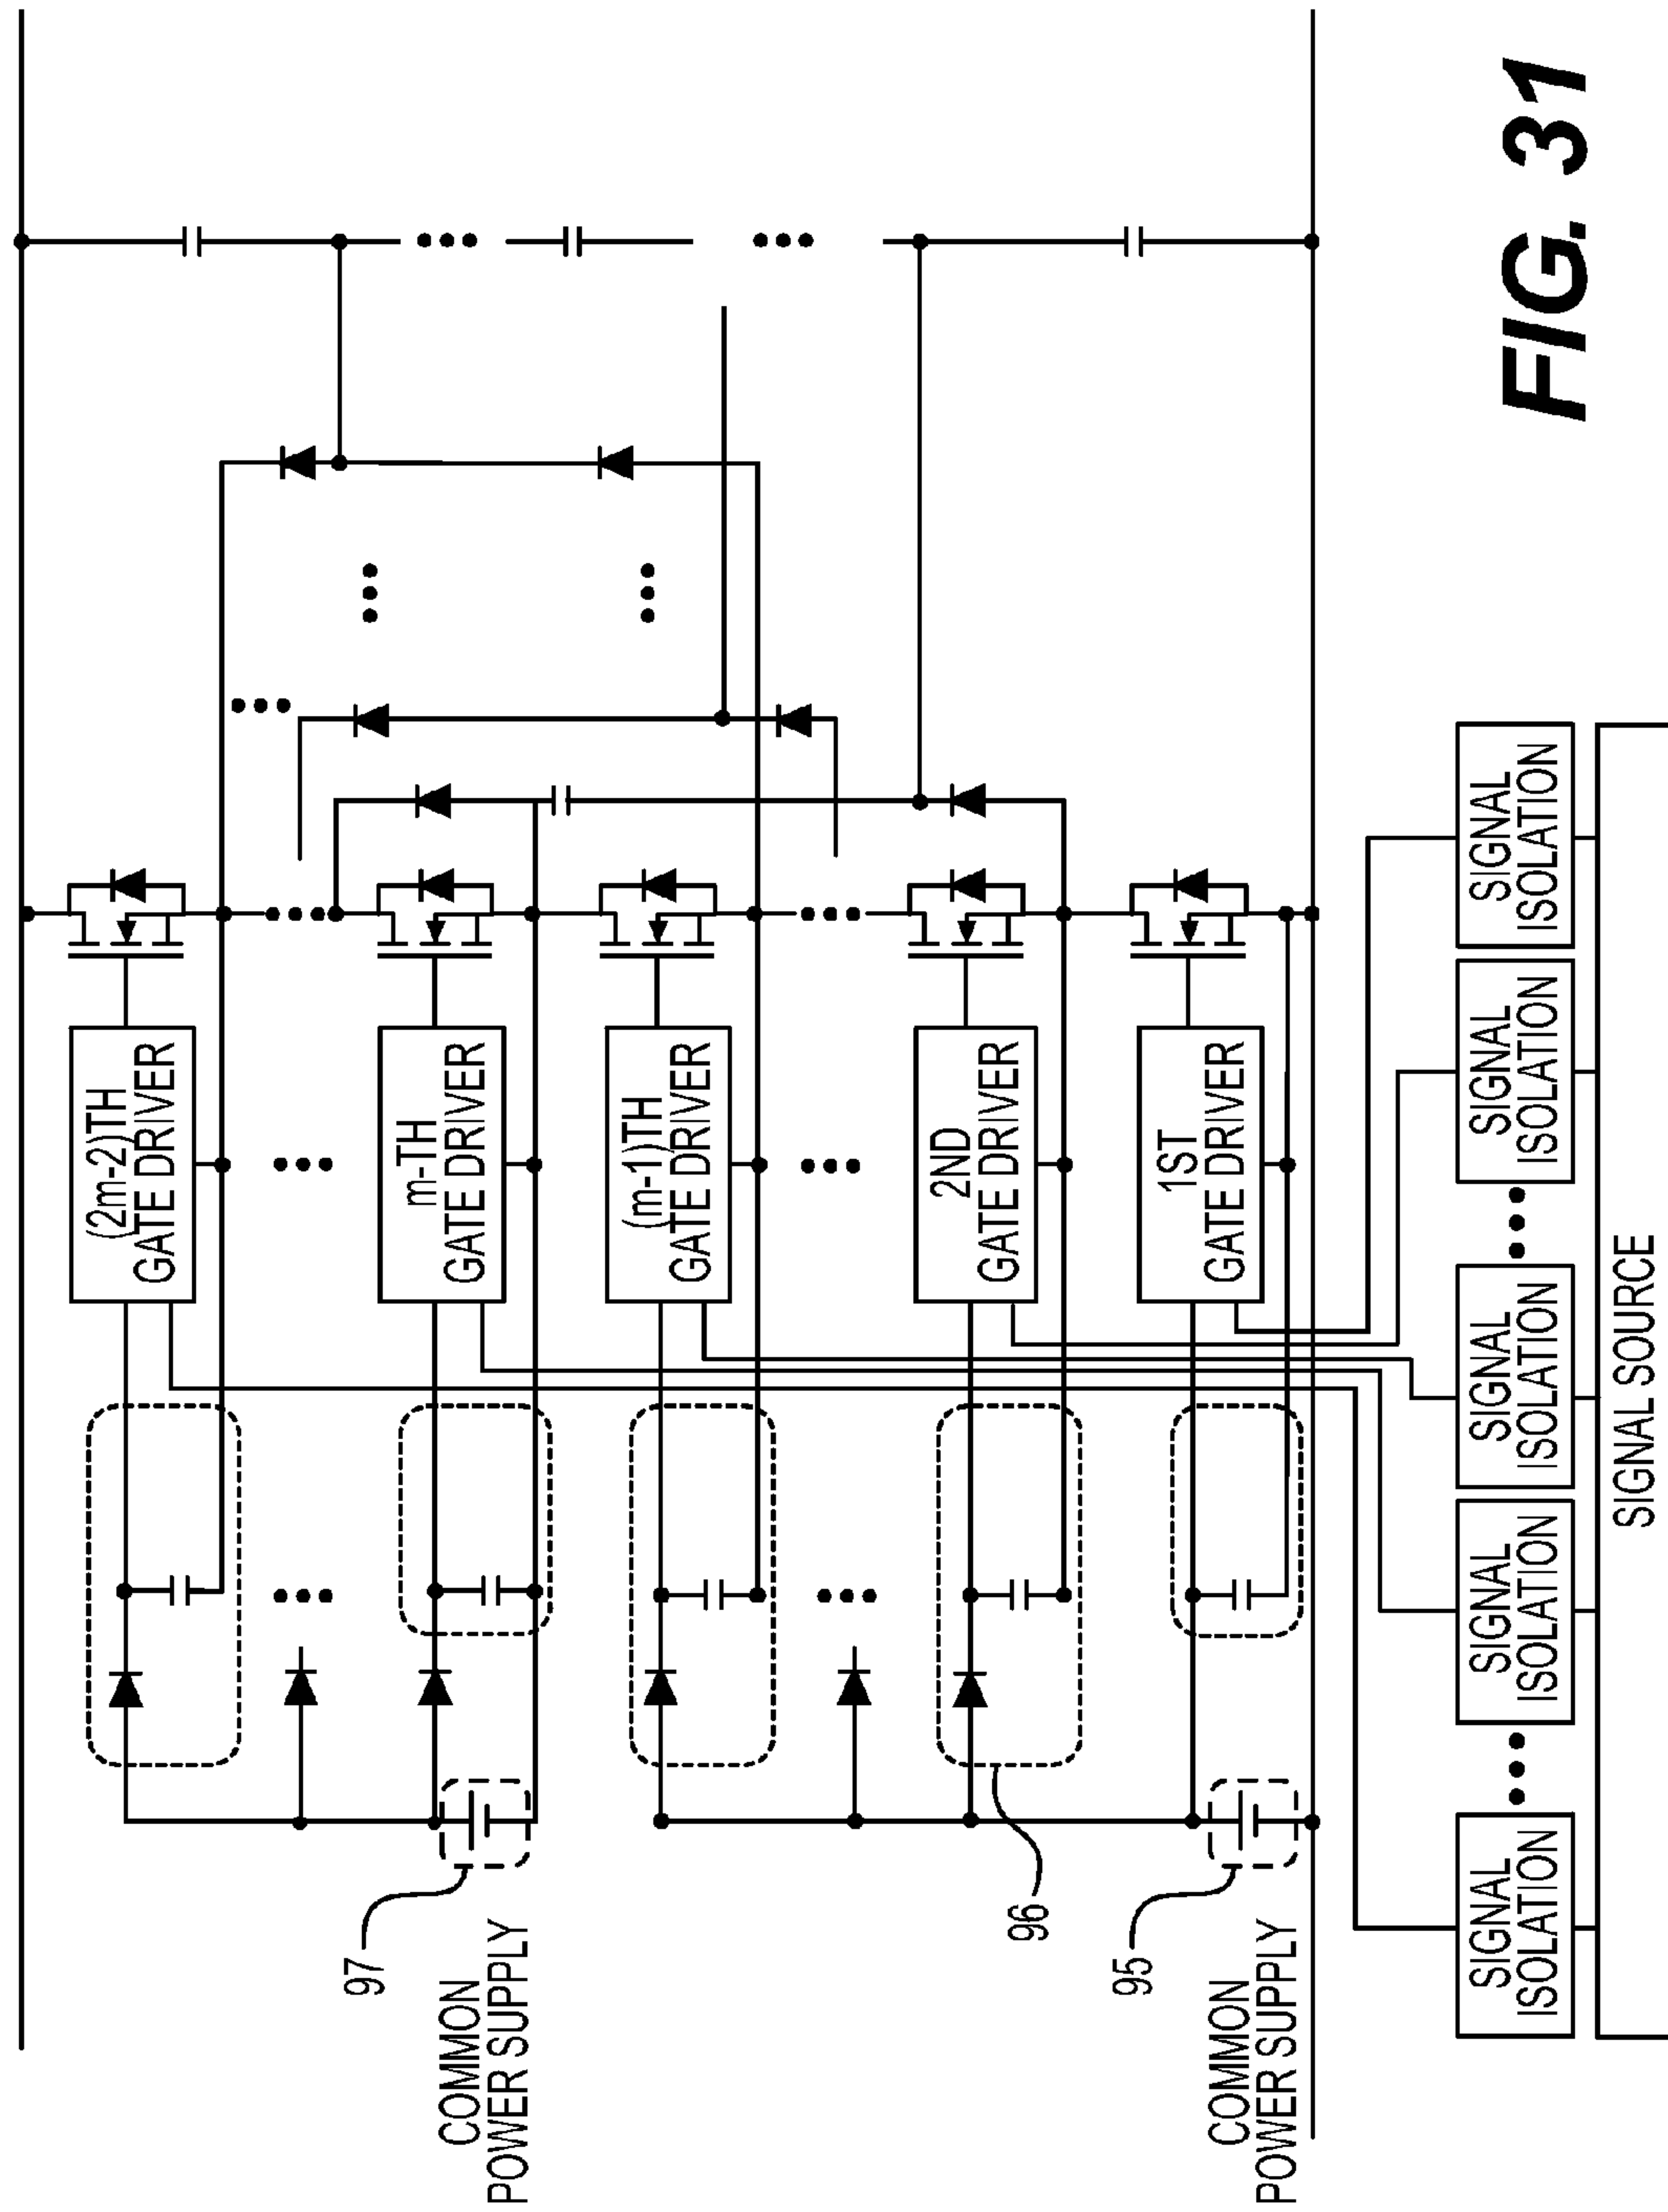 FIG. 31
(2m-2)TH
GATE DRIVER
m-TH
GATE DRIVER
(m-1)TH
GATE DRIVER
2ND
GATE DRIVER
1ST
GATE DRIVER
97
COMMON
POWER SUPPLY
96
95
COMMON
POWER SUPPLY
SIGNAL
ISOLATION
SIGNAL
ISOLATION
SIGNAL
ISOLATION
SIGNAL
ISOLATION
SIGNAL
ISOLATION
SIGNAL SOURCE